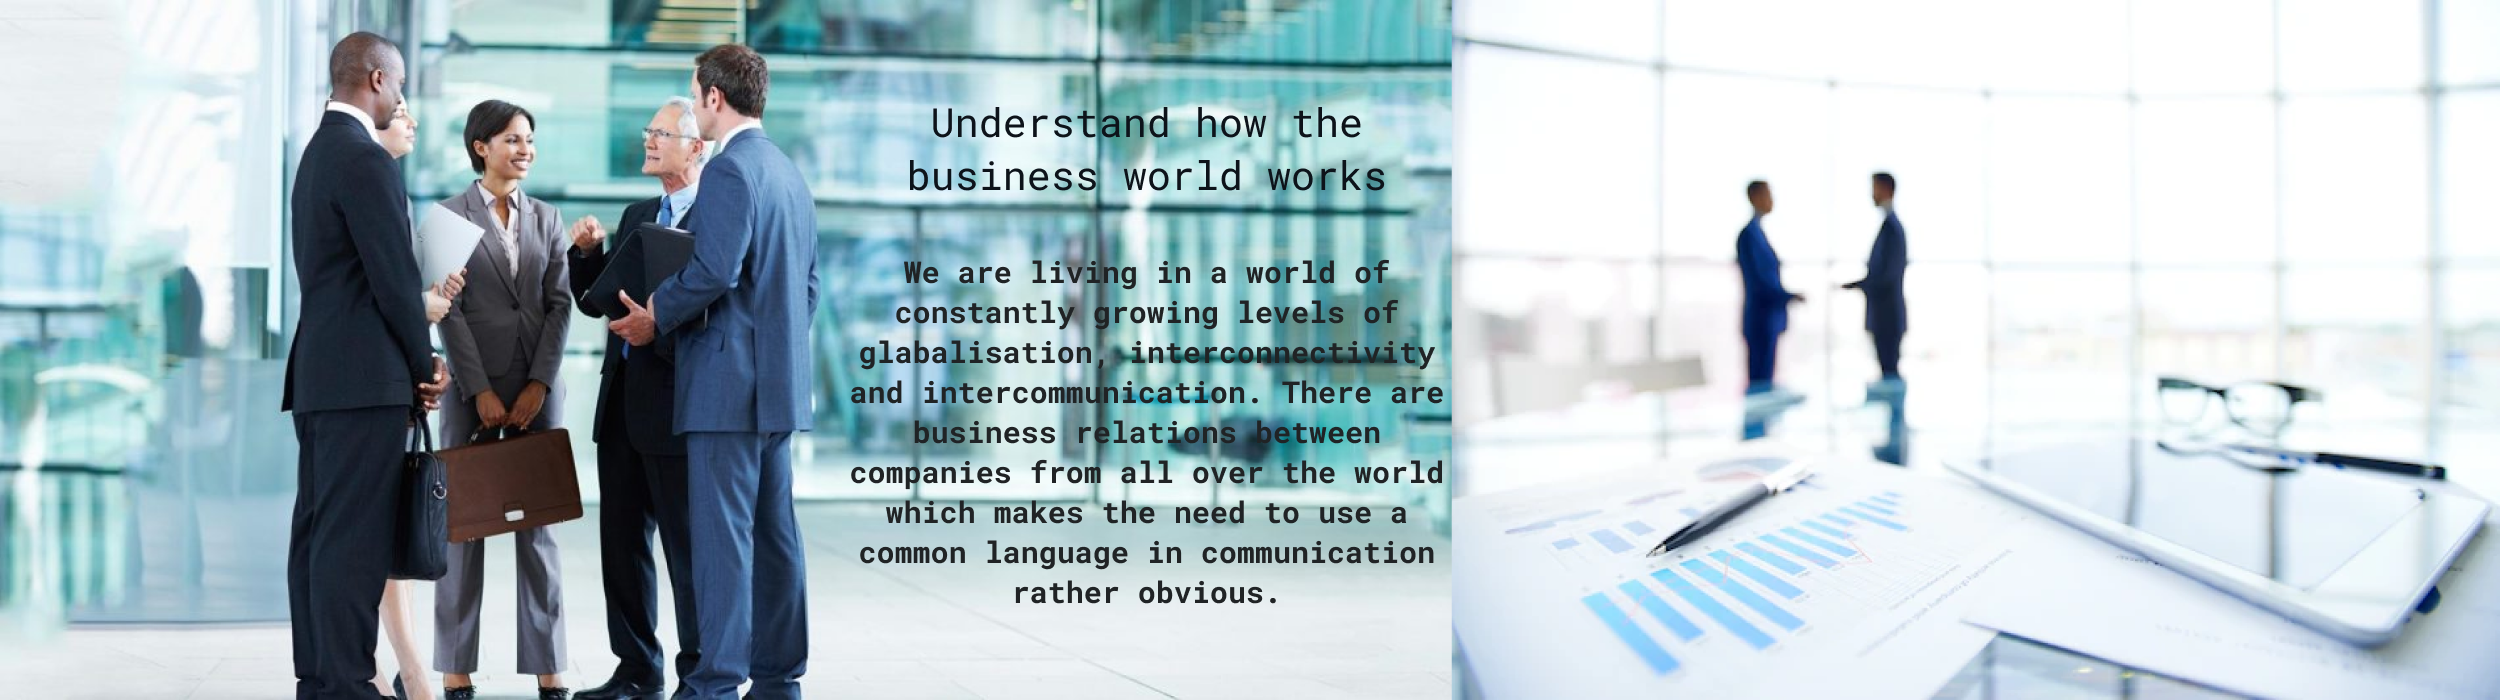 Understand how the
business world works
We are living in a world of
constantly growing levels of
glabalisation, interconnectivity
and intercommunication. There are
business relations between
companies from all over the world
which makes the need to use a
common language in communication
rather obvious.